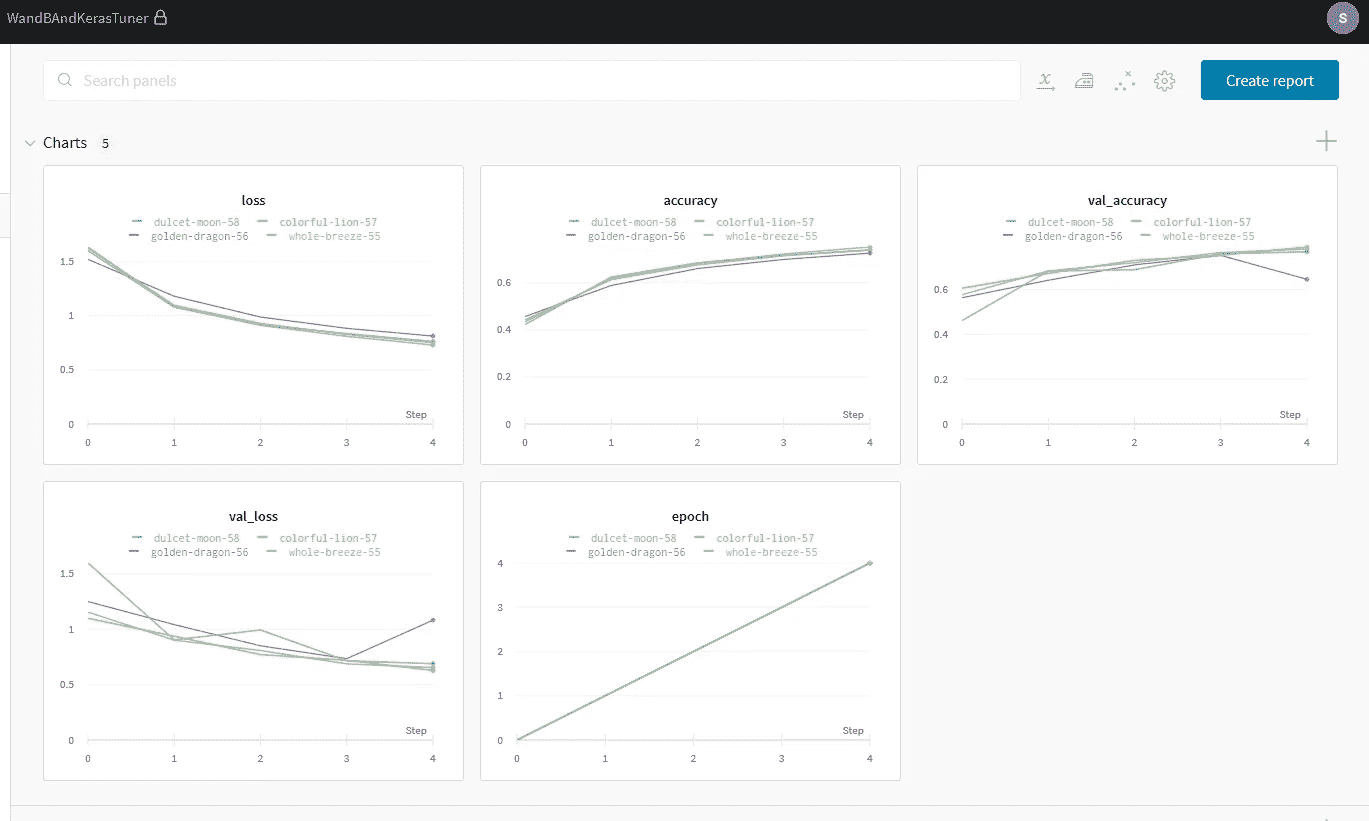 WandBAndKerasTuner
S
Search panels
Create report
Charts 5
loss
dulcet-moon-58 colorful-lion-57
golden-dragon-56 whole-breeze-55
1.5
1
0.5
0
Step
0 1 2 3 4
accuracy
dulcet-moon-58 colorful-lion-57
golden-dragon-56 whole-breeze-55
0.6
0.4
0.2
0
Step
0 1 2 3 4
val_accuracy
dulcet-moon-58 colorful-lion-57
golden-dragon-56 whole-breeze-55
0.6
0.4
0.2
0
Step
0 1 2 3 4
val_loss
dulcet-moon-58 colorful-lion-57
golden-dragon-56 whole-breeze-55
1.5
1
0.5
0
Step
0 1 2 3 4
epoch
dulcet-moon-58 colorful-lion-57
golden-dragon-56 whole-breeze-55
4
3
2
1
0
Step
0 1 2 3 4